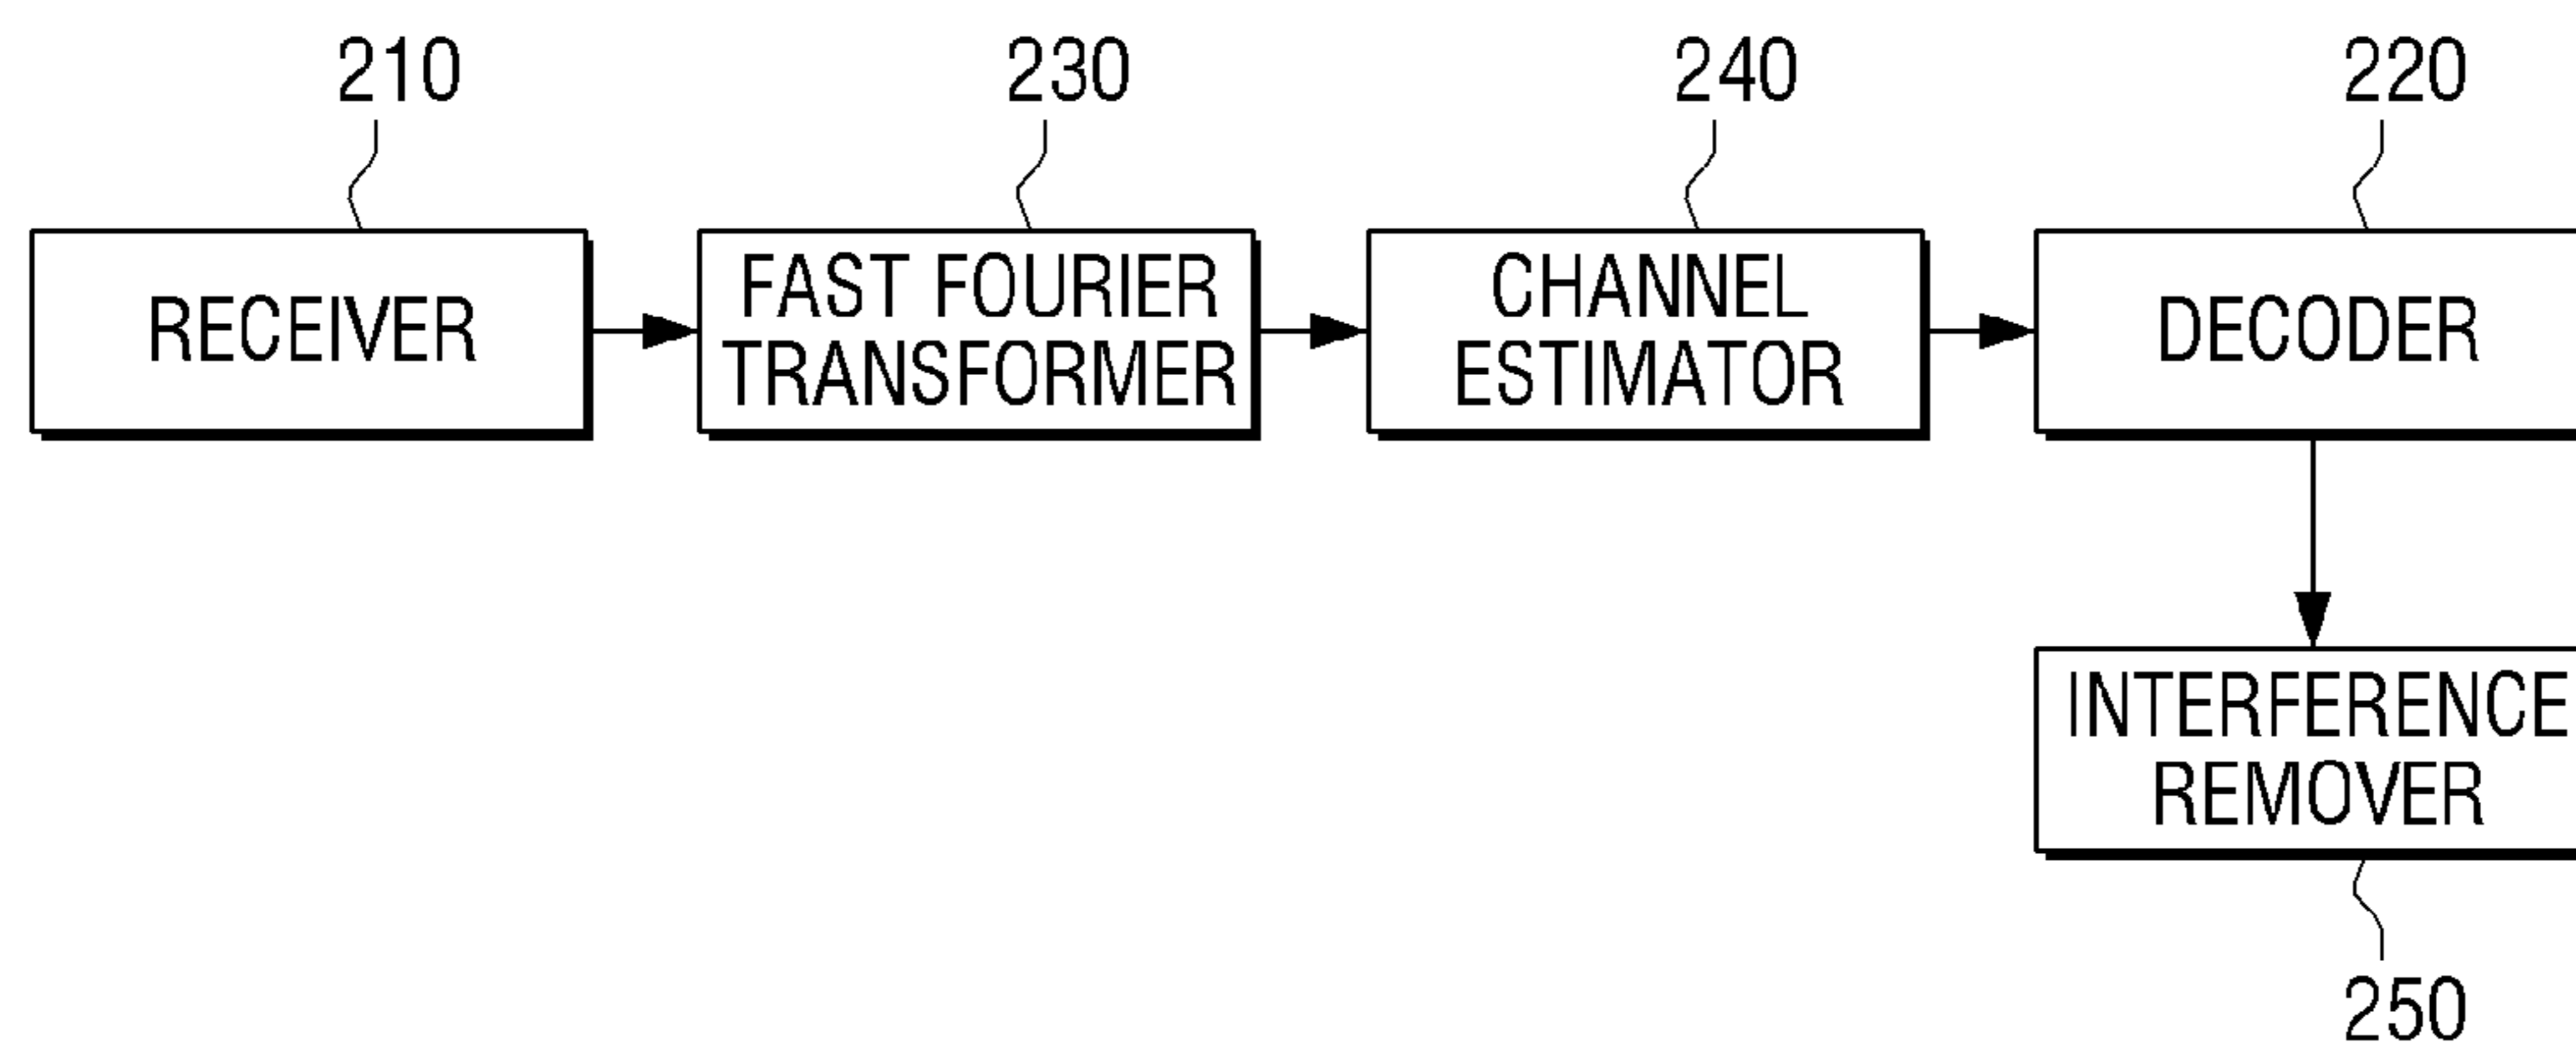 210
230
240
220
RECEIVER
FAST FOURIER
TRANSFORMER
CHANNEL
ESTIMATOR
DECODER
INTERFERENCE
REMOVER
250